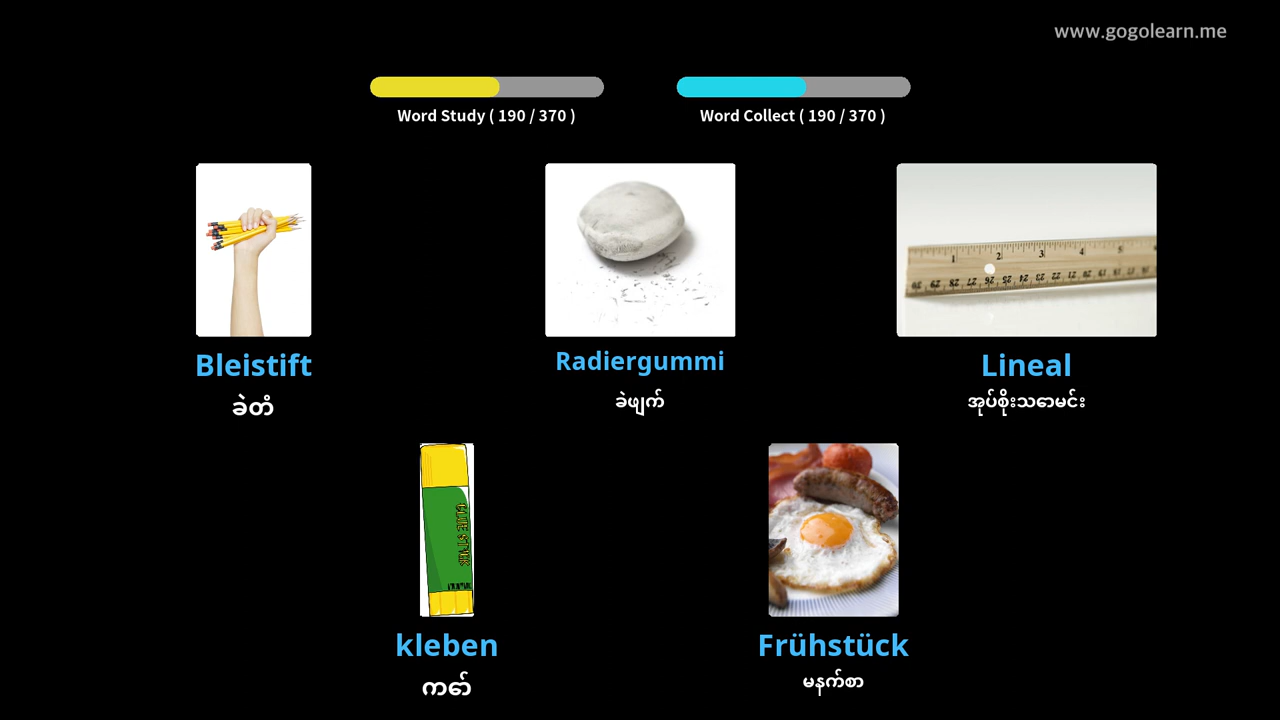 www.gogolearn.me
Word Study ( 190 / 370 )
Word Collect ( 190 / 370 )
Bleistift
ခဲတံ
Radiergummi
ခဲဖျက်
Lineal
အုပ်စိုးသောမင်း
kleben
ကော်
Frühstück
မနက်စာ